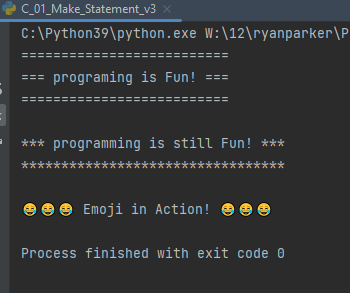 C_01_Make_Statement_v3
C:\Python39\python.exe W:\12\ryanparker\P
==========================
=== programing is Fun! ===
==========================
*** programming is still Fun! ***
*********************************
😂😂😂 Emoji in Action! 😂😂😂
Process finished with exit code 0